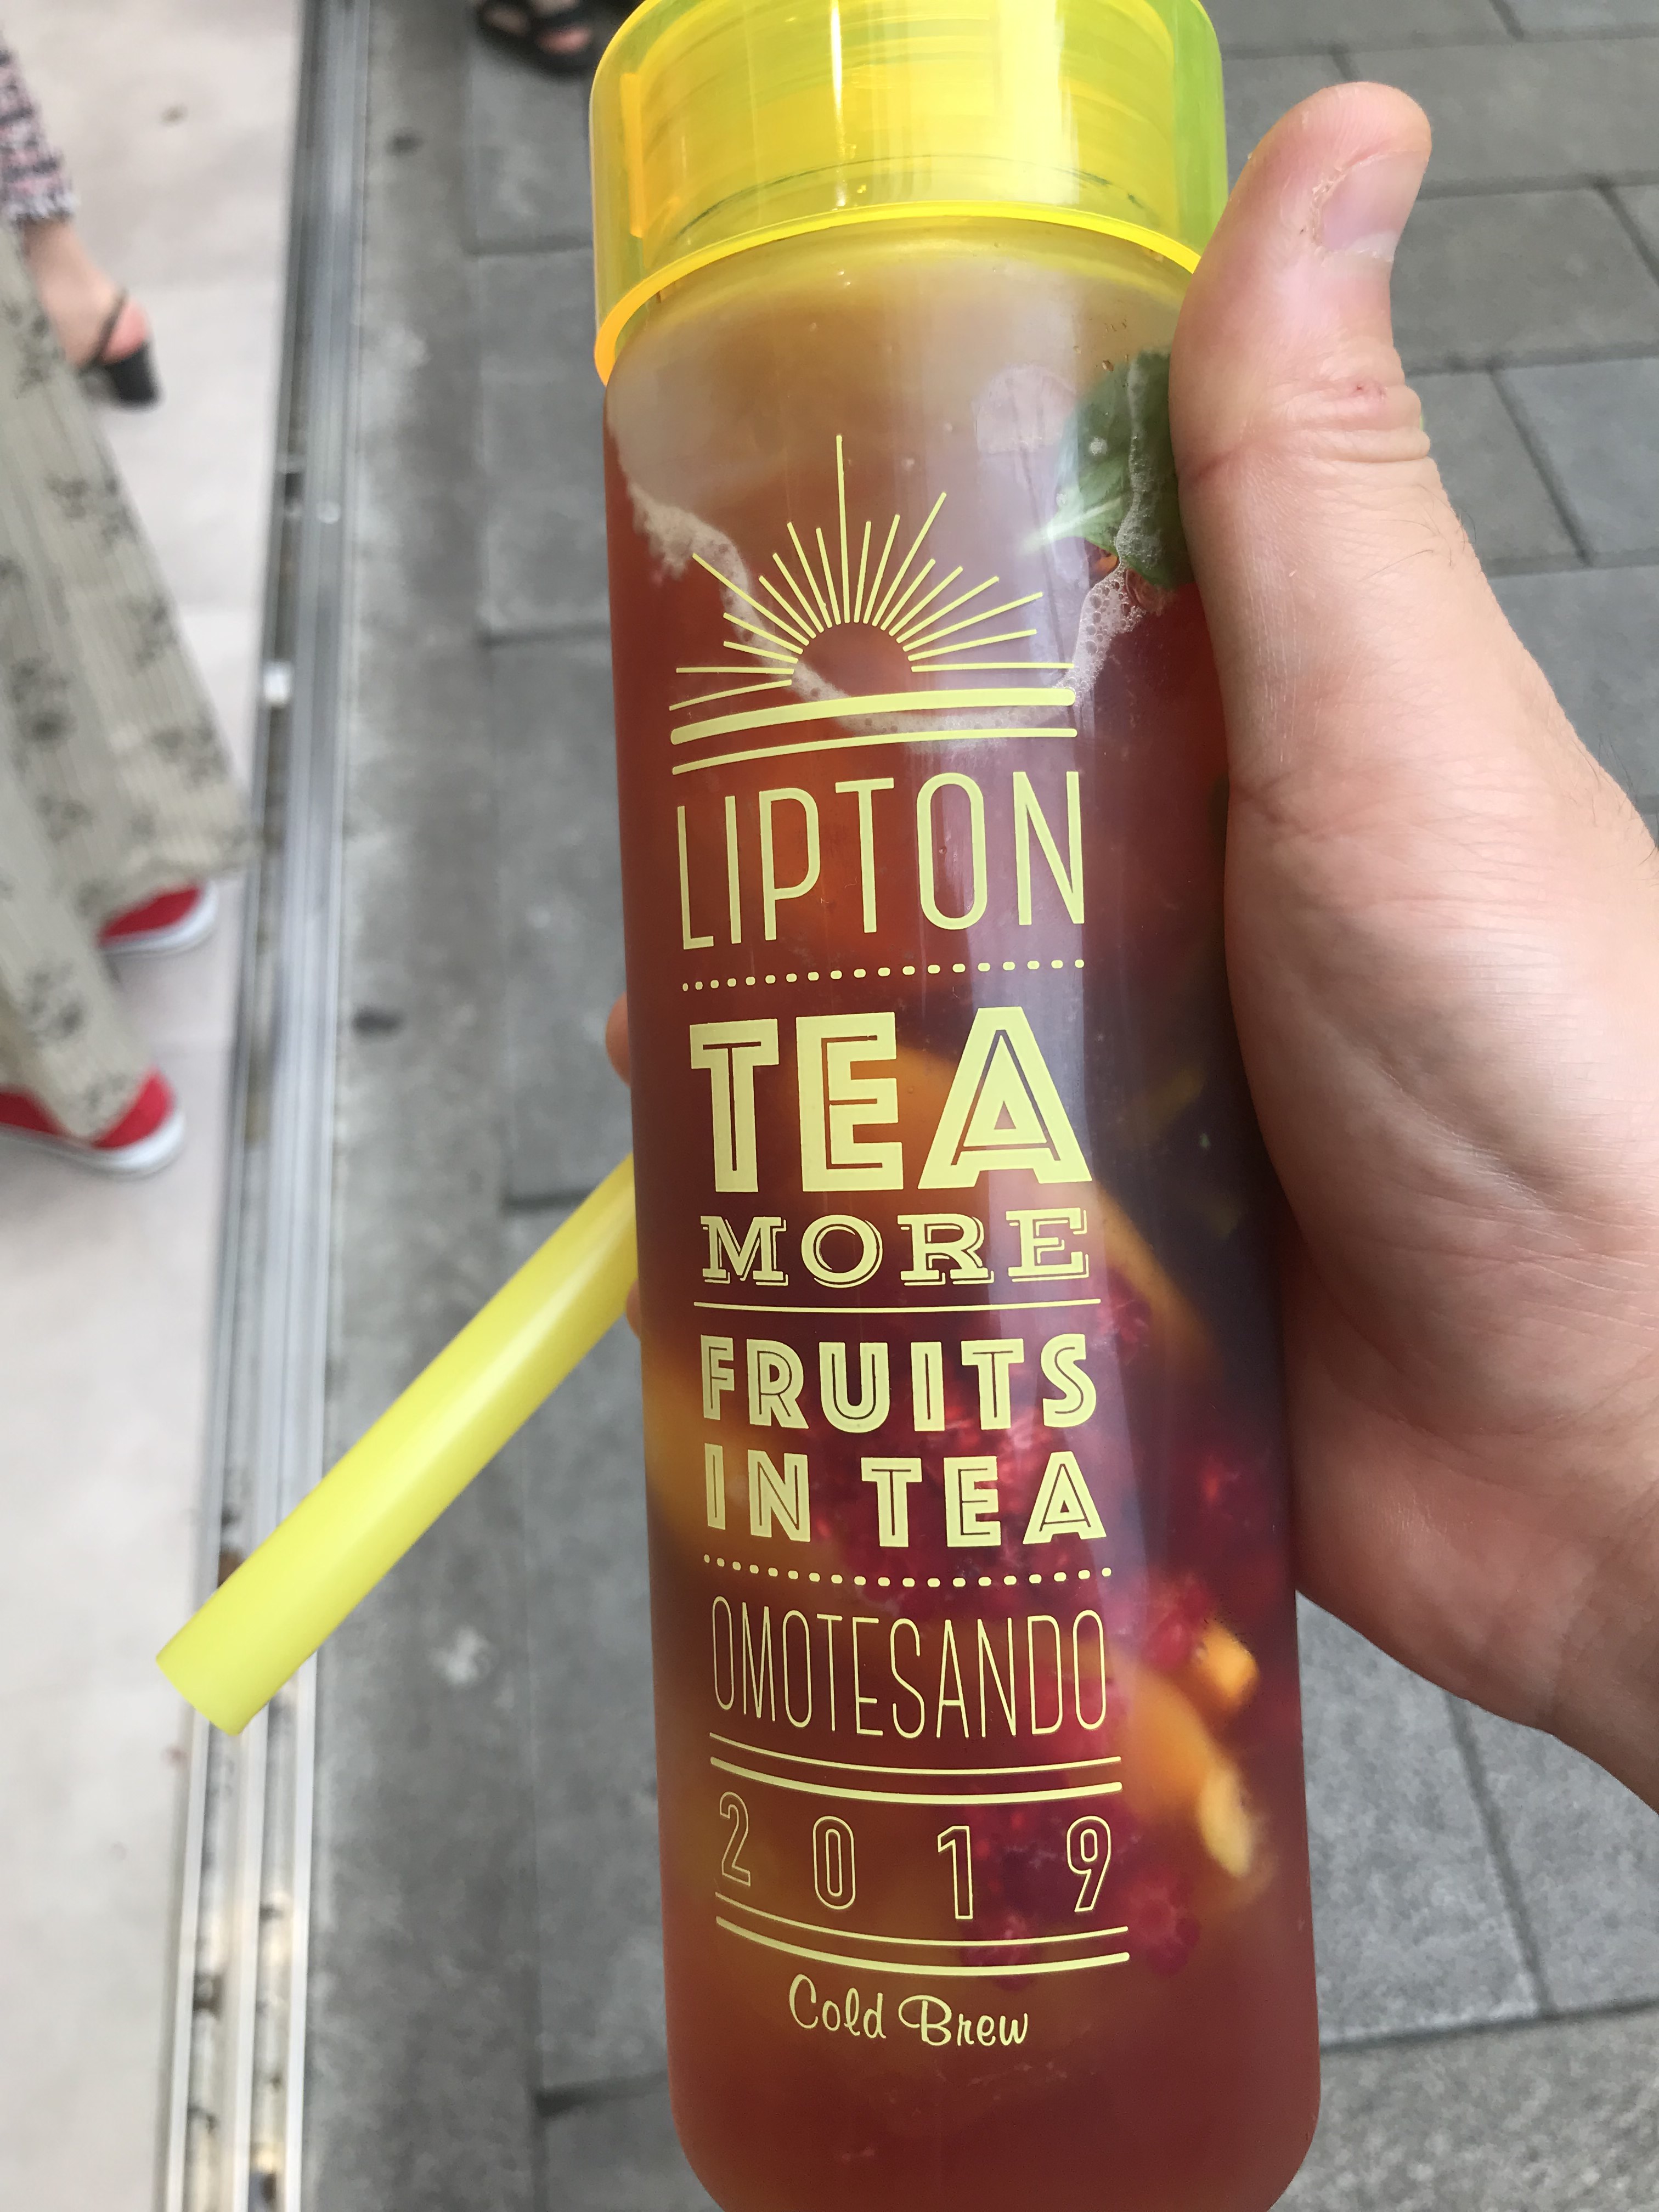 LIPTON
TEA
MORE
FRUITS
IN TEA
OMOTESANDO
2019
Cold Brew